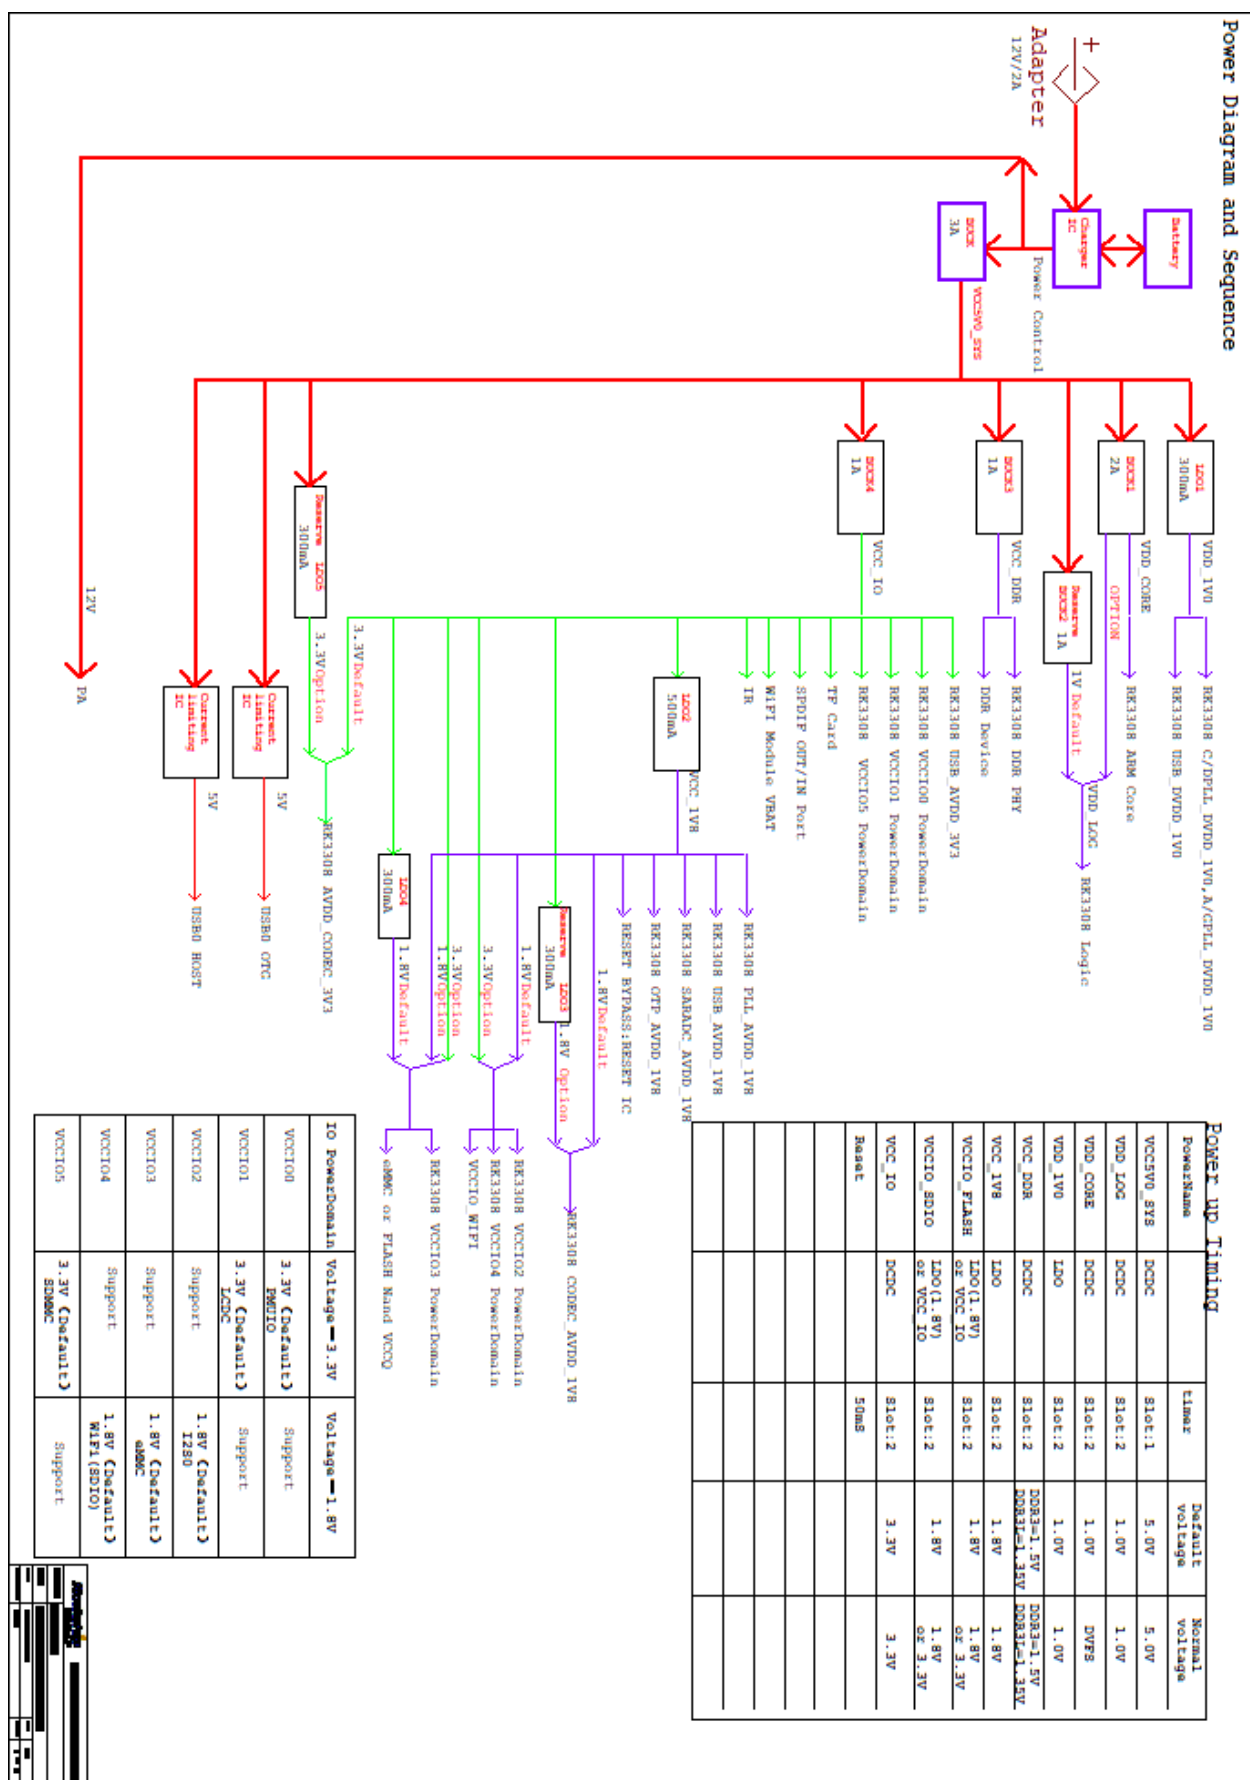 Power Diagram and Sequence
Adapter
12V/2A
Battery
Charger
IC
Power Control
BUCK
3A
VCC5V0_SYS
LDO1
300mA
VDD_1V0
RK3308 C/DPLL_DVDD_1V0,A/CPLL_DVDD_1V0
RK3308 USB_DVDD_1V0
BUCK1
2A
VDD_CORE
OPTION
RK3308 ARM Core
Reserve
BUCK2 1A
1V Default
VDD_LOG
RK3308 Logic
BUCK3
1A
VCC_DDR
RK3308 DDR PHY
DDR Device
BUCK4
1A
VCC_IO
RK3308 USB_AVDD_3V3
RK3308 VCCIO0 PowerDomain
RK3308 VCCIO1 PowerDomain
RK3308 VCCIO5 PowerDomain
TF Card
SPDIF OUT/IN Port
WiFI Module VBAT
IR
LDO2
500mA
VCC_1V8
RK3308 PLL_AVDD_1V8
RK3308 USB_AVDD_1V8
RK3308 SARADC_AVDD_1V8
RK3308 OTP_AVDD_1V8
RESET BYPASS:RESET IC
1.8VDefault
Reserve LDO3
300mA
1.8V Option
RK3308 CODEC_AVDD_1V8
1.8VDefault
3.3VOption
RK3308 VCCIO2 PowerDomain
RK3308 VCCIO4 PowerDomain
VCCIO_WIFI
3.3VOption
1.8VOption
LDO4
300mA
1.8VDefault
RK3308 VCCIO3 PowerDomain
eMMC or FLASH Nand VCCQ
3.3VDefault
Reserve LDO5
300mA
3.3VOption
RK3308 AVDD_CODEC_3V3
Current
limiting
IC
5V
USB0 OTG
Current
limiting
IC
5V
USB0 HOST
12V
PA
Power up Timing
PowerName timer Default voltage Normal voltage
VCC5V0_SYS DCDC Slot:1 5.0V 5.0V
VDD_LOG DCDC Slot:2 1.0V 1.0V
VDD_CORE DCDC Slot:2 1.0V DVFS
VDD_1V0 LDO Slot:2 1.0V 1.0V
VCC_DDR DCDC Slot:2 DDR3=1.5V DDR3L=1.35V DDR3=1.5V DDR3L=1.35V
VCC_1V8 LDO Slot:2 1.8V 1.8V
VCCIO_FLASH LDO(1.8V) or VCC_IO Slot:2 1.8V 1.8V or 3.3V
VCCIO_SDIO LDO(1.8V) or VCC_IO Slot:2 1.8V 1.8V or 3.3V
VCC_IO DCDC Slot:2 3.3V 3.3V
Reset 50mS
IO PowerDomain Voltage==3.3V Voltage==1.8V
VCCIO0 3.3V (Default) PMUIO Support
VCCIO1 3.3V (Default) LCDC Support
VCCIO2 Support 1.8V (Default) I2S0
VCCIO3 Support 1.8V (Default) eMMC
VCCIO4 Support 1.8V (Default) WiFi(SDIO)
VCCIO5 3.3V (Default) SDMMC Support